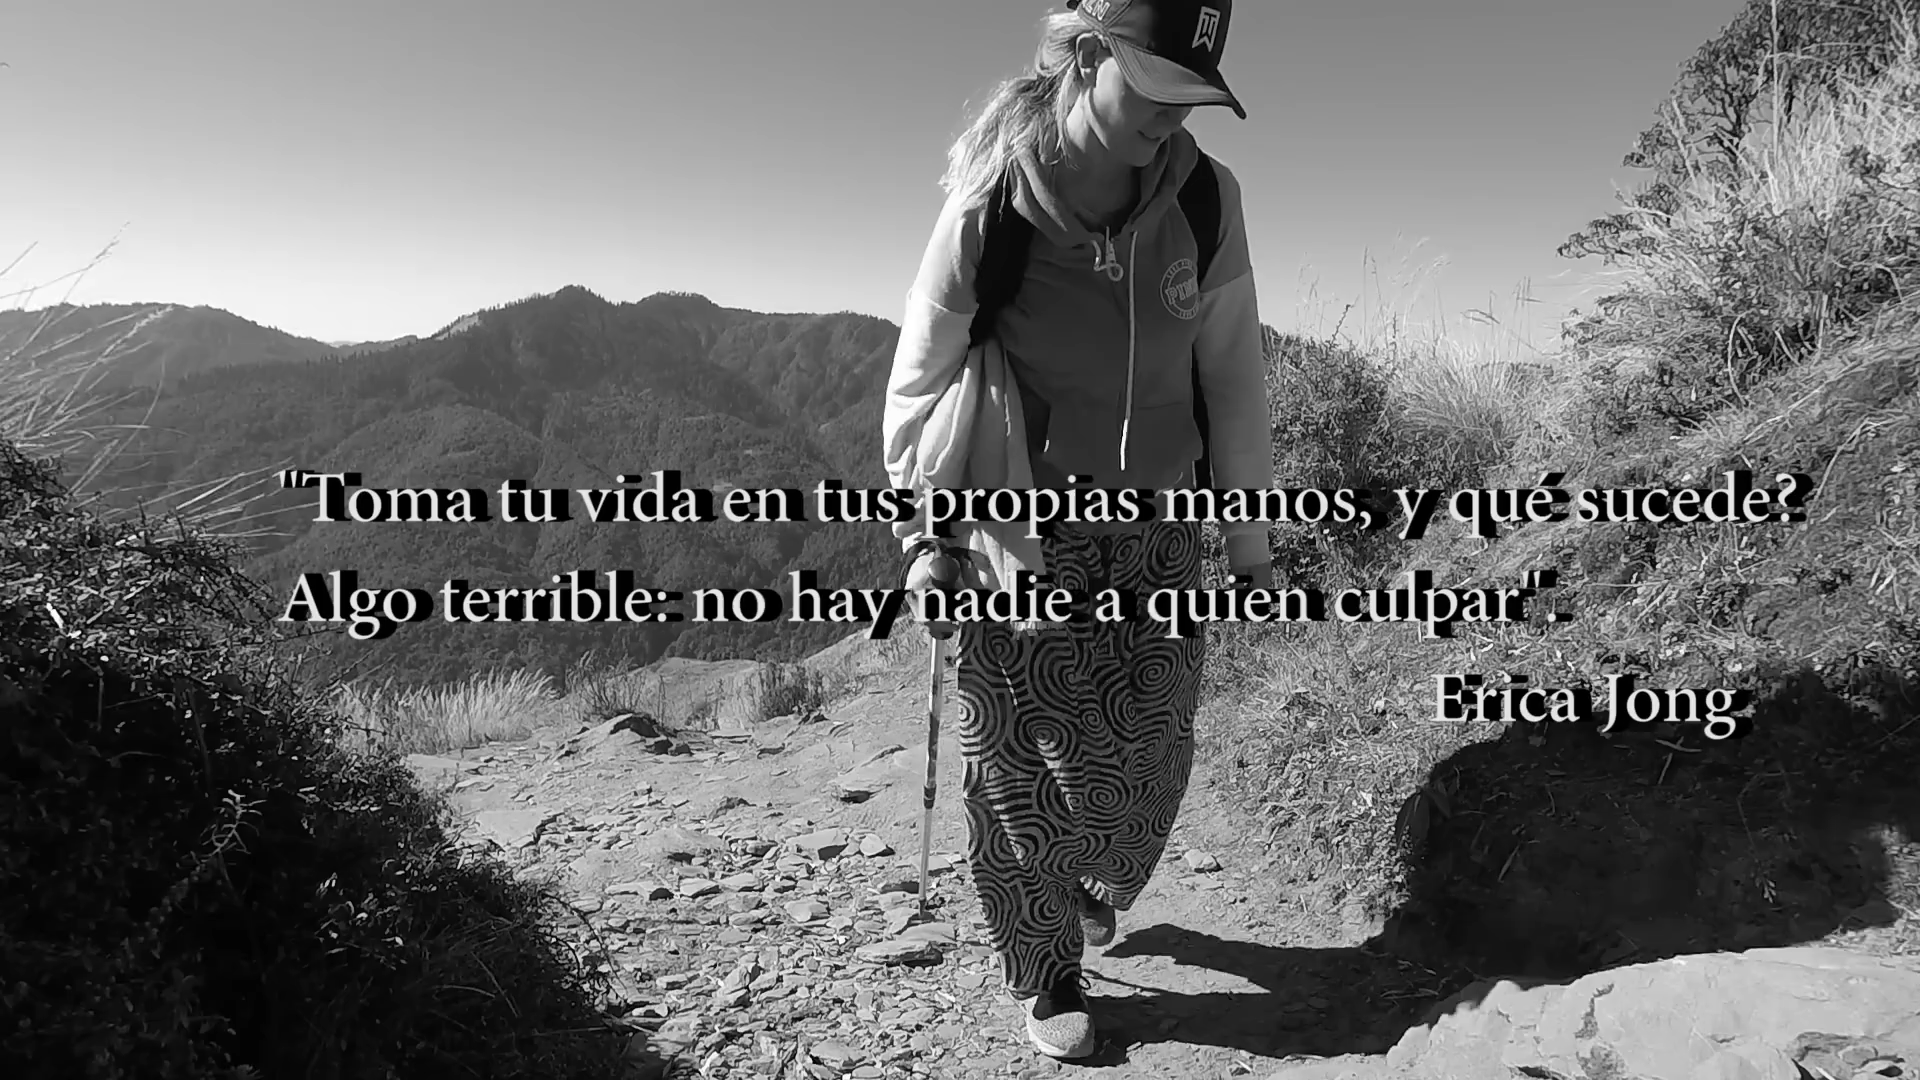 "Toma tu vida en tus propias manos, y qué sucede?
Algo terrible: no hay nadie a quien culpar".
Erica Jong